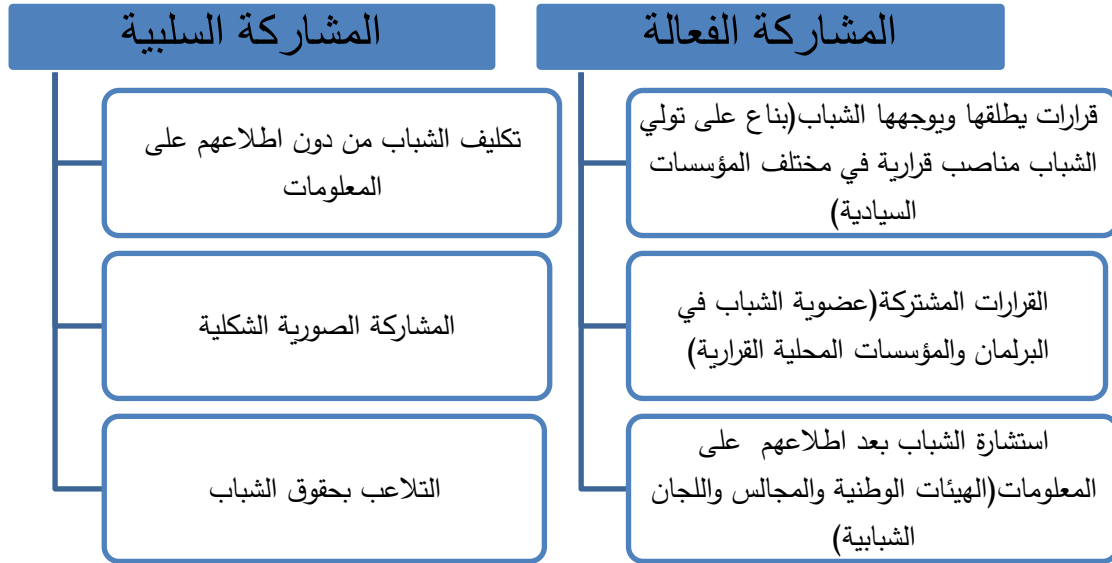 المشاركة الفعالة
قرارات يطلقها ويوجهها الشباب(بناع على تولي
الشباب مناصب قرارية في مختلف المؤسسات
السيادية)
القرارات المشتركة(عضوية الشباب في
البرلمان والمؤسسات المحلية القرارية)
استشارة الشباب بعد اطلاعهم على
المعلومات(الهيئات الوطنية والمجالس واللجان
الشبابية)
المشاركة السلبية
تكليف الشباب من دون اطلاعهم على
المعلومات
المشاركة الصورية الشكلية
التلاعب بحقوق الشباب